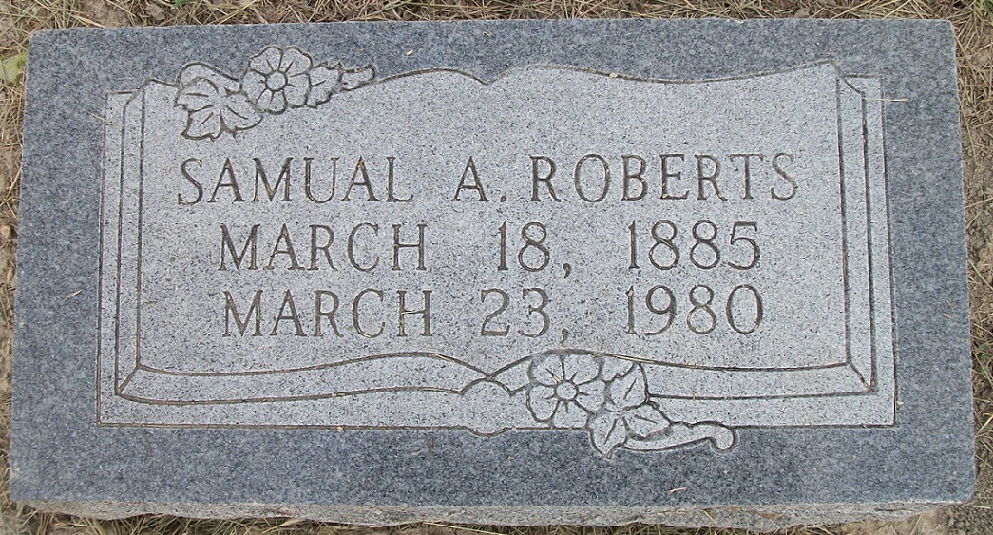 SAMUAL A. ROBERTS
MARCH 18, 1885
MARCH 23, 1980